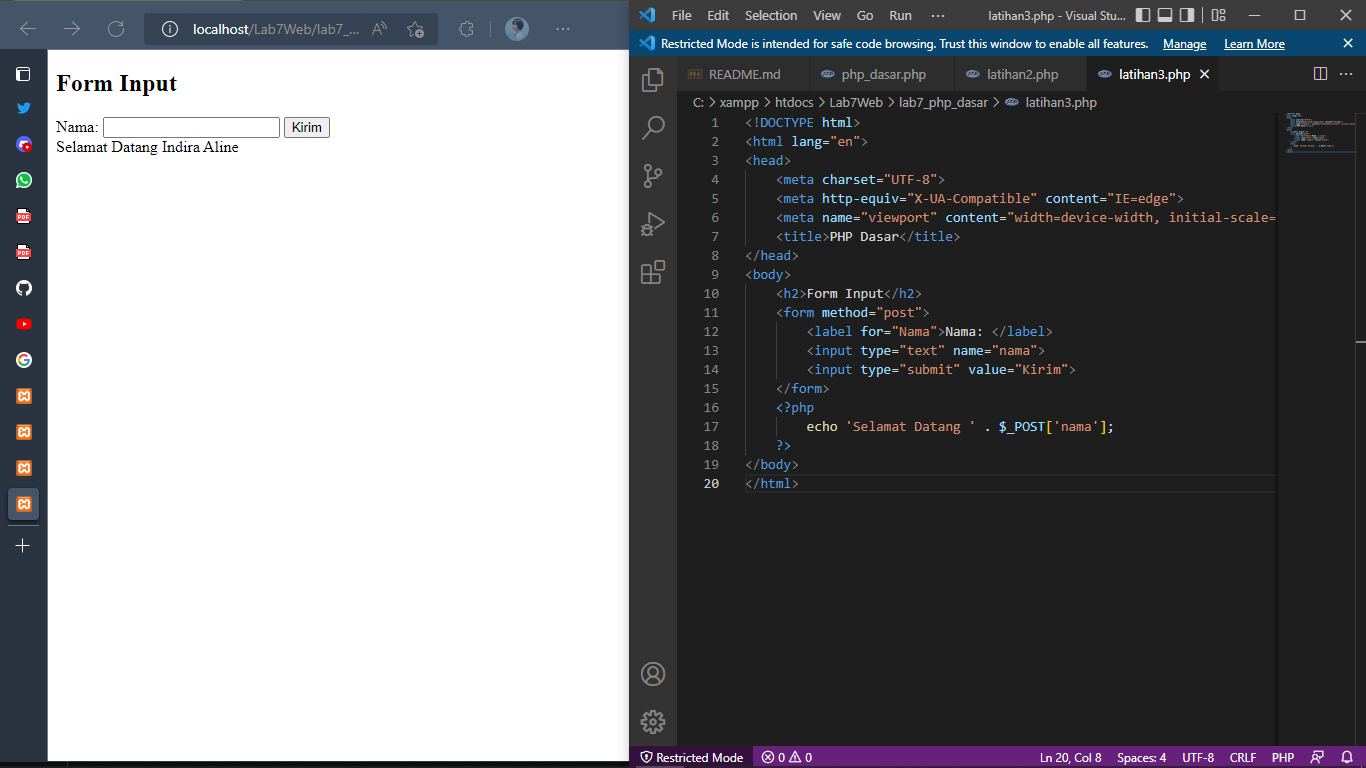 localhost/Lab7Web/lab7_...
Form Input
Nama: Kirim
Selamat Datang Indira Aline
File Edit Selection View Go Run ··· latihan3.php - Visual Stu...
Restricted Mode is intended for safe code browsing. Trust this window to enable all features. Manage Learn More
README.md php_dasar.php latihan2.php latihan3.php
C: > xampp > htdocs > Lab7Web > lab7_php_dasar > latihan3.php
1 <!DOCTYPE html>
2 <html lang="en">
3 <head>
4 <meta charset="UTF-8">
5 <meta http-equiv="X-UA-Compatible" content="IE=edge">
6 <meta name="viewport" content="width=device-width, initial-scale=
7 <title>PHP Dasar</title>
8 </head>
9 <body>
10 <h2>Form Input</h2>
11 <form method="post">
12 <label for="Nama">Nama: </label>
13 <input type="text" name="nama">
14 <input type="submit" value="Kirim">
15 </form>
16 <?php
17 echo 'Selamat Datang ' . $_POST['nama'];
18 ?>
19 </body>
20 </html>
Restricted Mode 0 0 Ln 20, Col 8 Spaces: 4 UTF-8 CRLF PHP